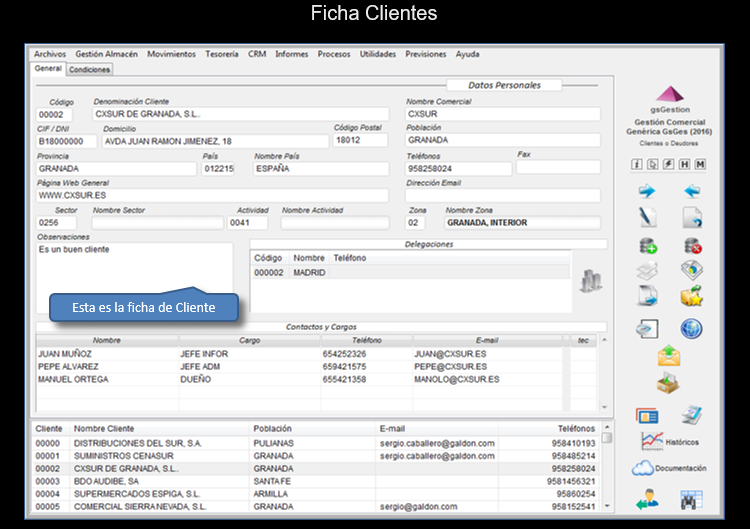 Ficha Clientes
Archivos Gestión Almacén Movimientos Tesorería CRM Informes Procesos Utilidades Previsiones Ayuda
General Condiciones
Datos Personales
Código Denominación Cliente Nombre Comercial
00002 CXSUR DE GRANADA, S.L.. CXSUR
CIF / DNI Domicilio Código Postal Población
B18000000 AVDA JUAN RAMON JIMENEZ, 18 18012 GRANADA
Provincia País Nombre País Teléfonos Fax
GRANADA 012215 ESPAÑA 958258024
Página Web General Dirección Email
WWW.CXSUR.ES
Sector Nombre Sector Actividad Nombre Actividad Zona Nombre Zona
0256 0041 02 GRANADA, INTERIOR
Observaciones Delegaciones
Es un buen cliente
Código Nombre Teléfono
000002 MADRID
Esta es la ficha de Cliente
Contactos y Cargos
Nombre Cargo Teléfono E-mail tec
JUAN MUÑOZ JEFE INFOR 654252326 JUAN@CXSUR.ES
PEPE ALVAREZ JEFE ADM 659421575 PEPE@CXSUR.ES
MANUEL ORTEGA DUEÑO 655421358 MANOLO@CXSUR.ES
Cliente Nombre Cliente Población E-mail Teléfonos
00000 DISTRIBUCIONES DEL SUR, S.A. PULIANAS sergio.caballero@galdon.com 958410193
00001 SUMINISTROS CENASUR GRANADA sergio.caballero@galdon.com 958485214
00002 CXSUR DE GRANADA, S.L.. GRANADA 958258024
00003 BDO AUDIBE, SA SANTA FE 9581456321
00004 SUPERMERCADOS ESPIGA, S.L. ARMILLA 95860254
00005 COMERCIAL SIERRA NEVADA, S.L. GRANADA sergio@galdon.com 958152541
gsGestion
Gestión Comercial
Genérica GsGes (2016)
Clientes o Deudores
i H M
Históricos
Documentación